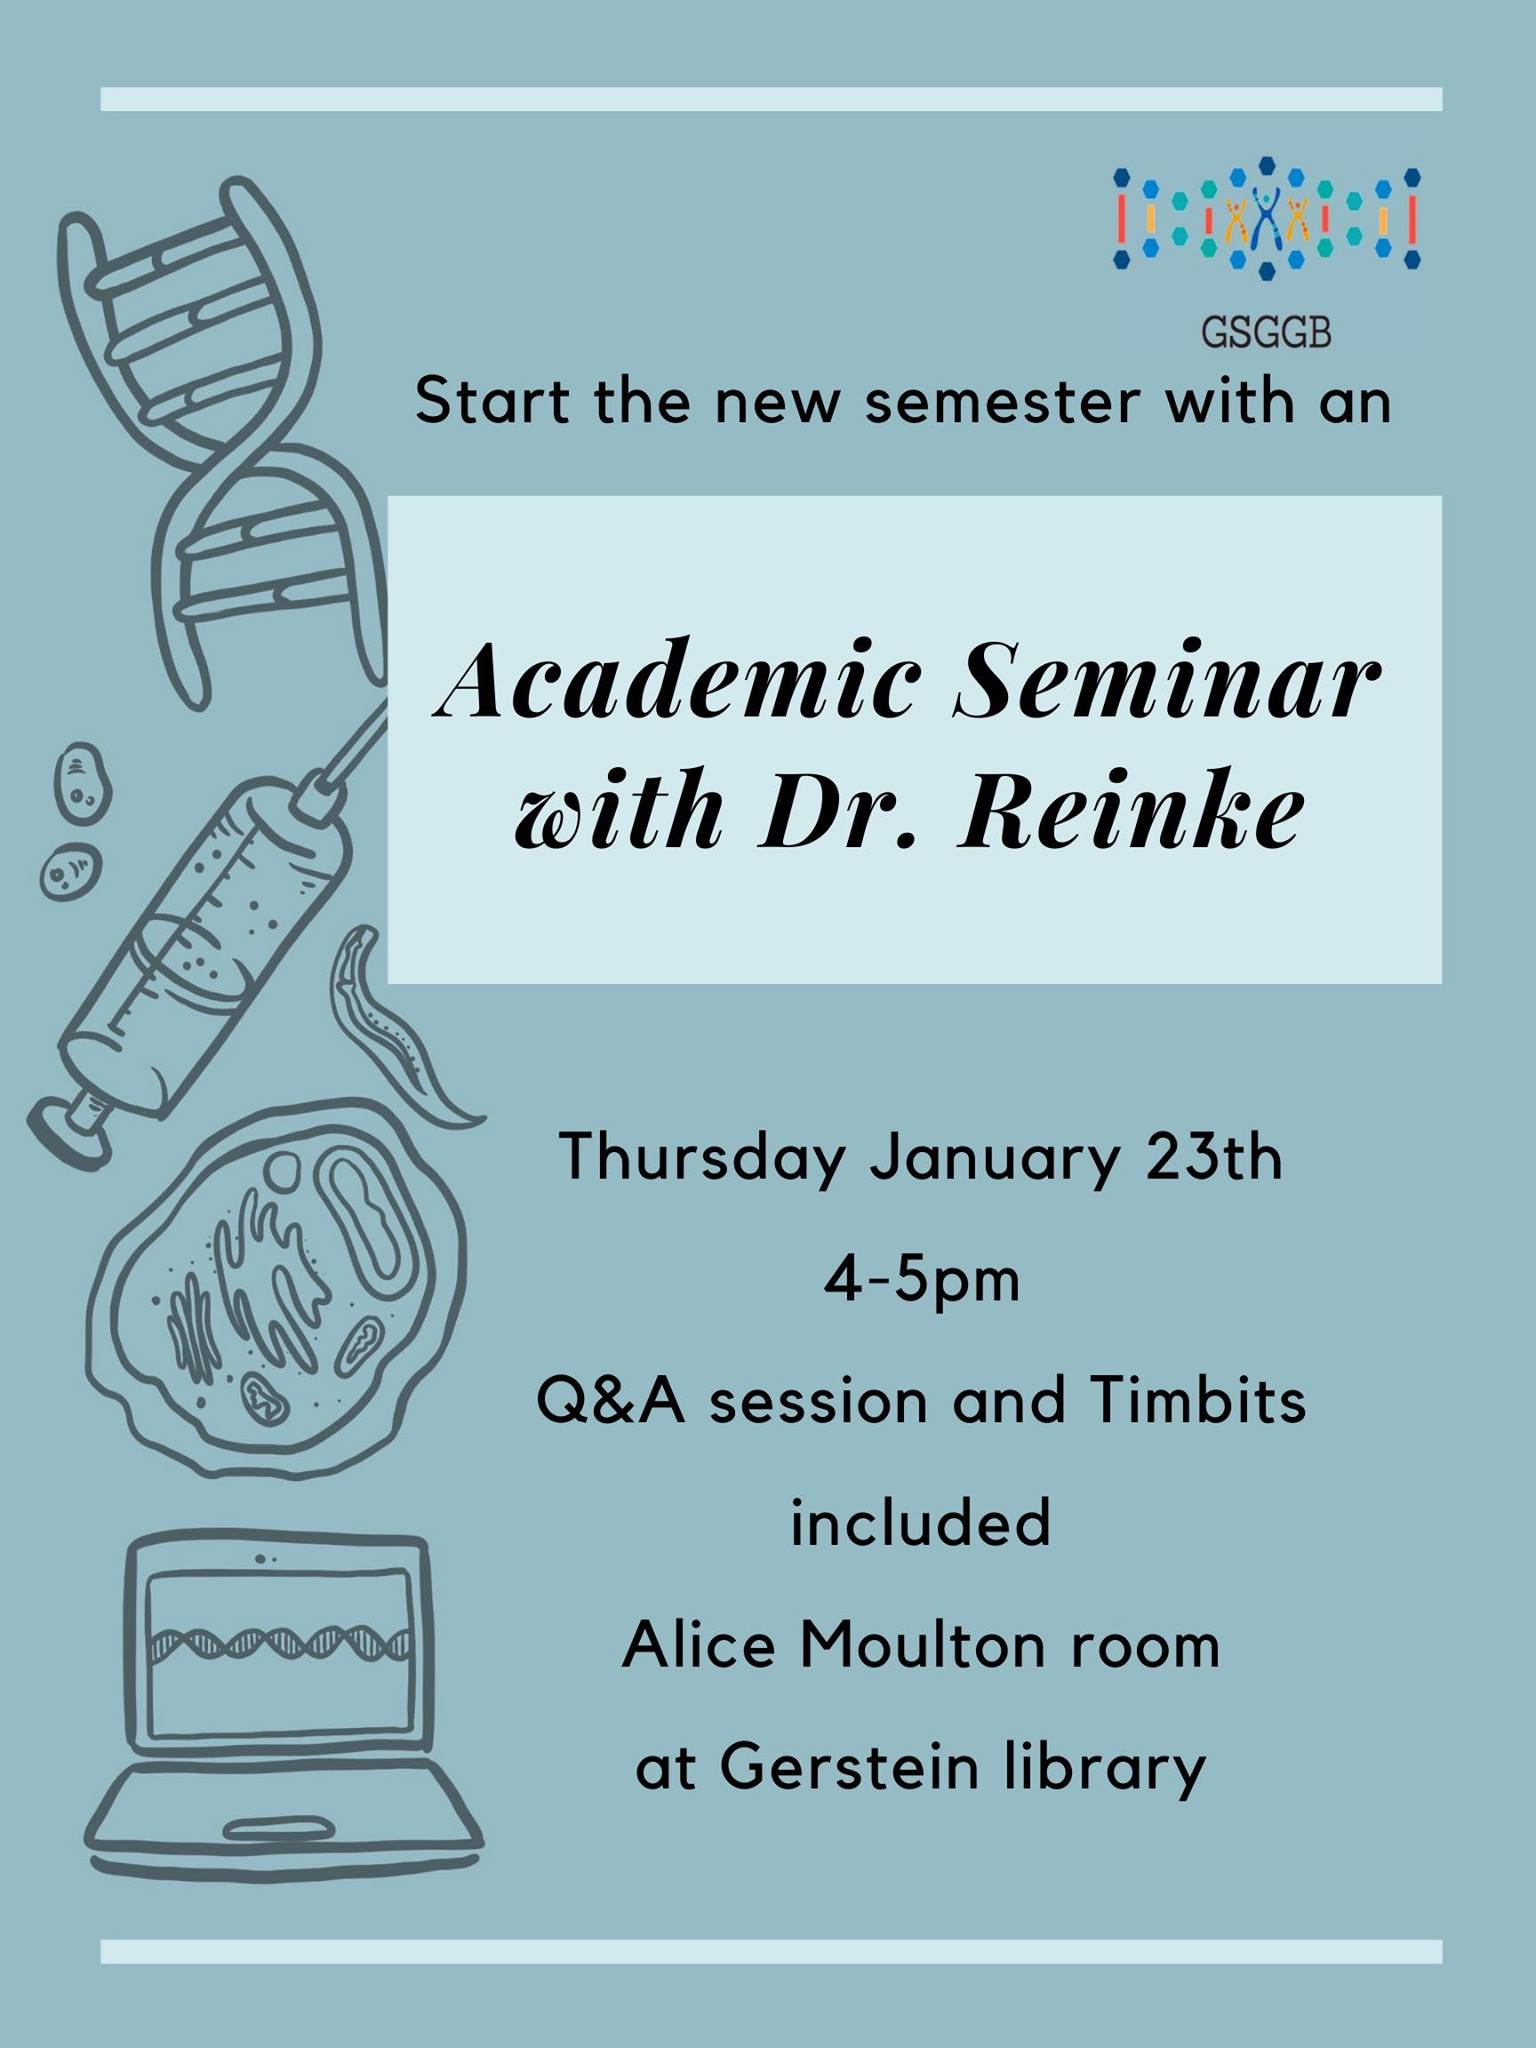 GSGGB
Start the new semester with an
Academic Seminar
with Dr. Reinke
Thursday January 23th
4-5pm
Q&A session and Timbits
included
Alice Moulton room
at Gerstein library